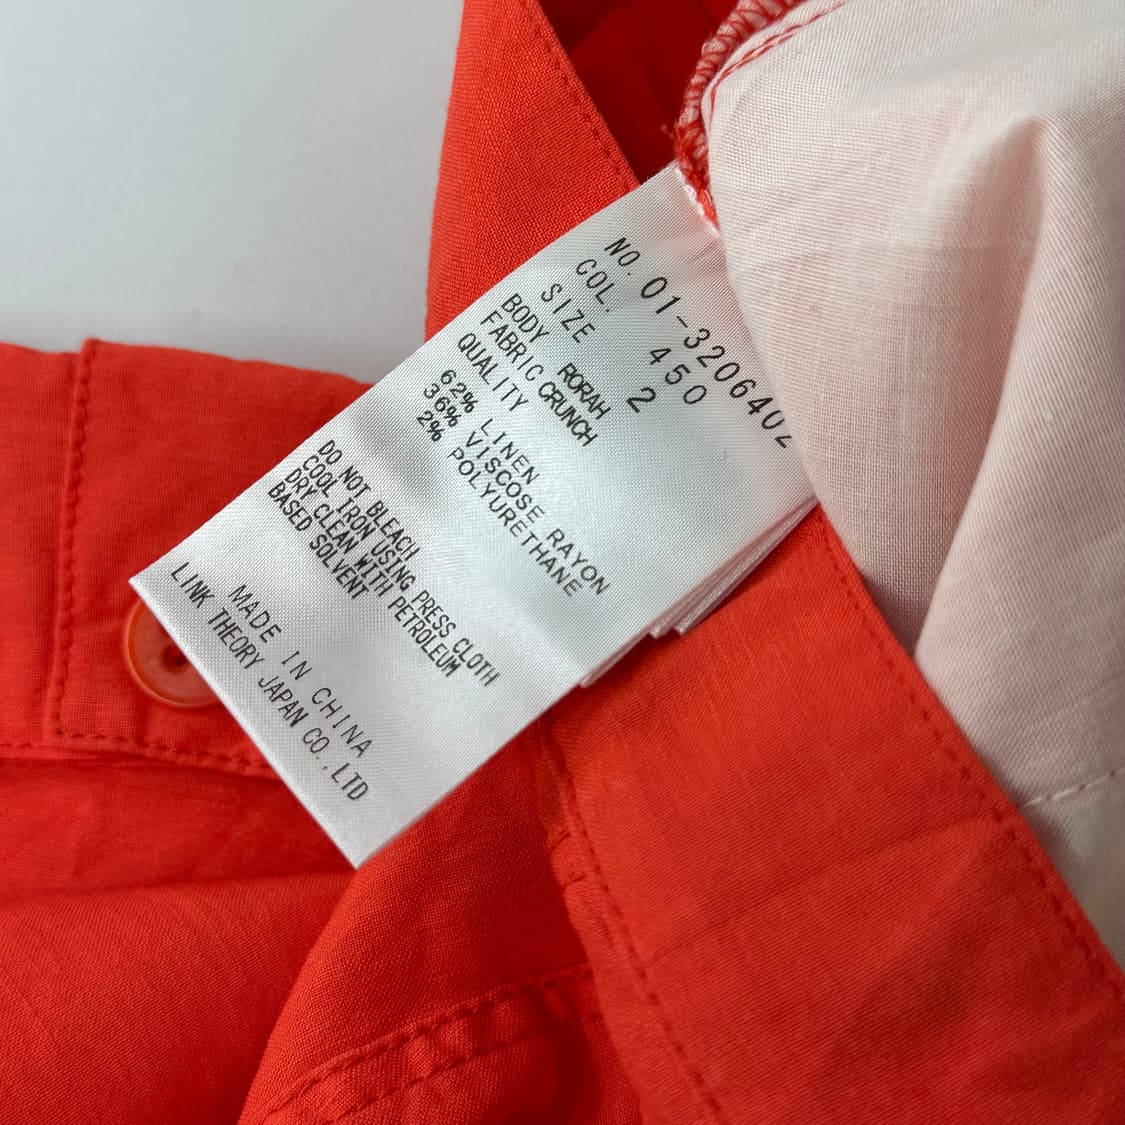 NO. 01-3206402
COL. 450
SIZE 2
BODY RORAH
FABRIC CRUNCH
QUALITY
62% LINEN
36% VISCOSE RAYON
2% POLYURETHANE
DO NOT BLEACH
COOL IRON USING PRESS CLOTH
DRY CLEAN WITH PETROLEUM
BASED SOLVENT
MADE IN CHINA
LINK THEORY JAPAN CO.,LTD